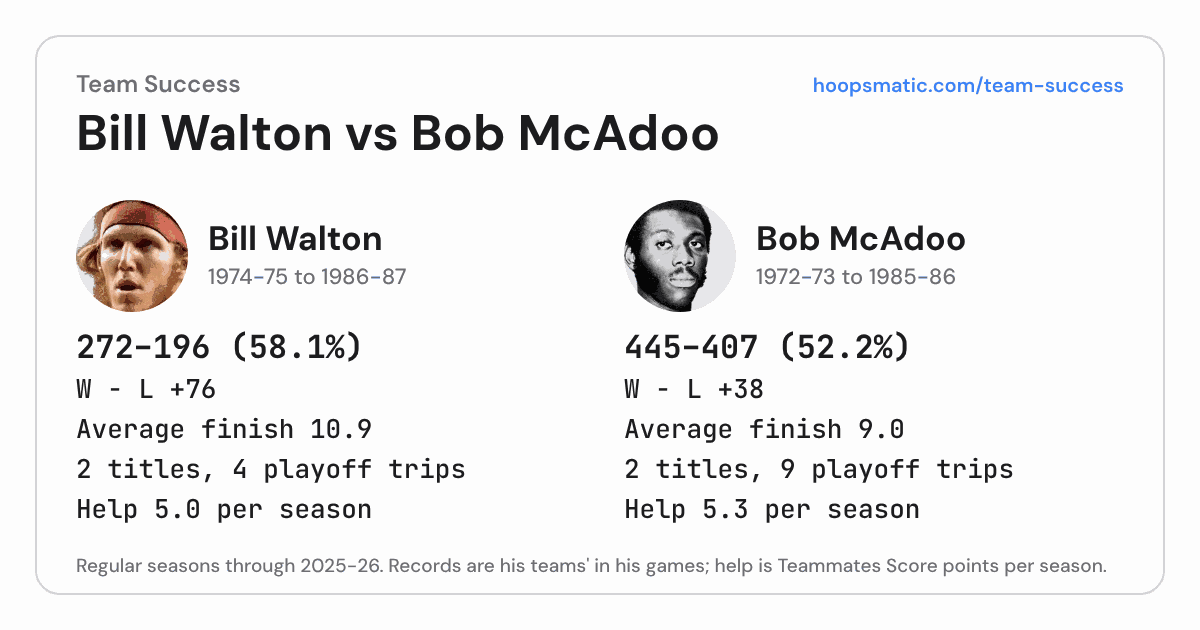 Team Success
hoopsmatic.com/team-success
Bill Walton vs Bob McAdoo
Bill Walton
1974–75 to 1986–87
272–196 (58.1%)
W - L +76
Average finish 10.9
2 titles, 4 playoff trips
Help 5.0 per season
Bob McAdoo
1972–73 to 1985–86
445–407 (52.2%)
W - L +38
Average finish 9.0
2 titles, 9 playoff trips
Help 5.3 per season
Regular seasons through 2025-26. Records are his teams' in his games; help is Teammates Score points per season.